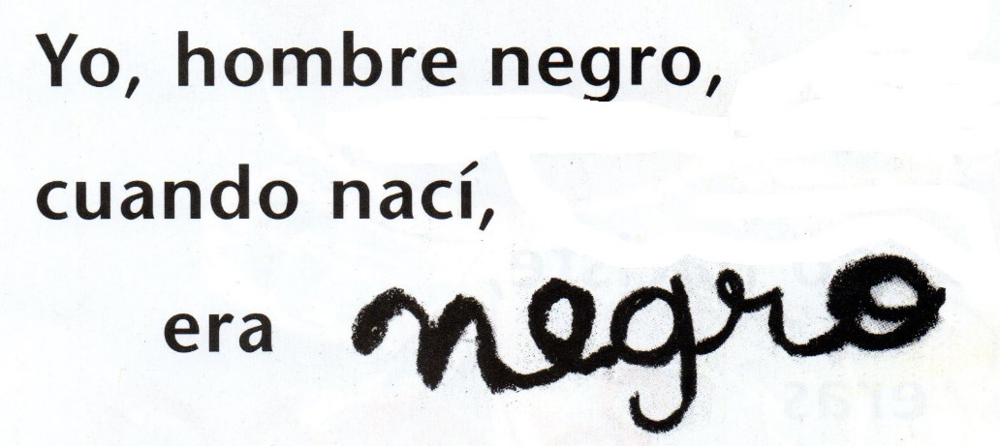 Yo, hombre negro,
cuando nací,
era negro